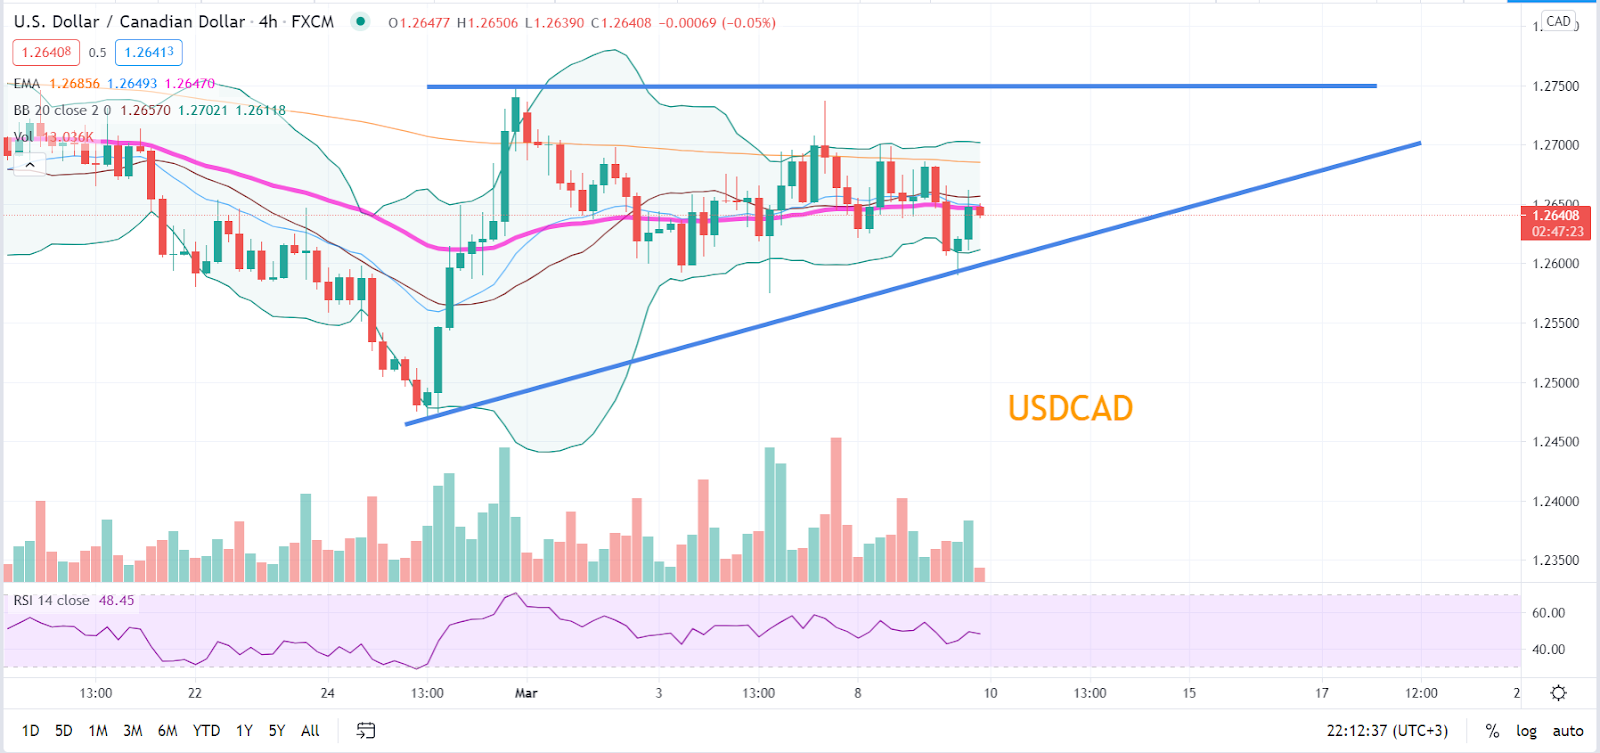 U.S. Dollar / Canadian Dollar · 4h · FXCM O1.26477 H1.26506 L1.26390 C1.26408 −0.00069 (−0.05%)
CAD
1.26408 0.5 1.26413
EMA 1.26856 1.26493 1.26470
BB 20 close 2 0 1.26570 1.27021 1.26118
Vol 13.036K
1.27500
1.27000
1.26500
1.26408
02:47:23
1.26000
1.25500
1.25000
USDCAD
1.24500
1.24000
1.23500
RSI 14 close 48.45
60.00
40.00
13:00 22 24 13:00 Mar 3 13:00 8 10 13:00 15 17 12:00 2
1D 5D 1M 3M 6M YTD 1Y 5Y All 22:12:37 (UTC+3) % log auto